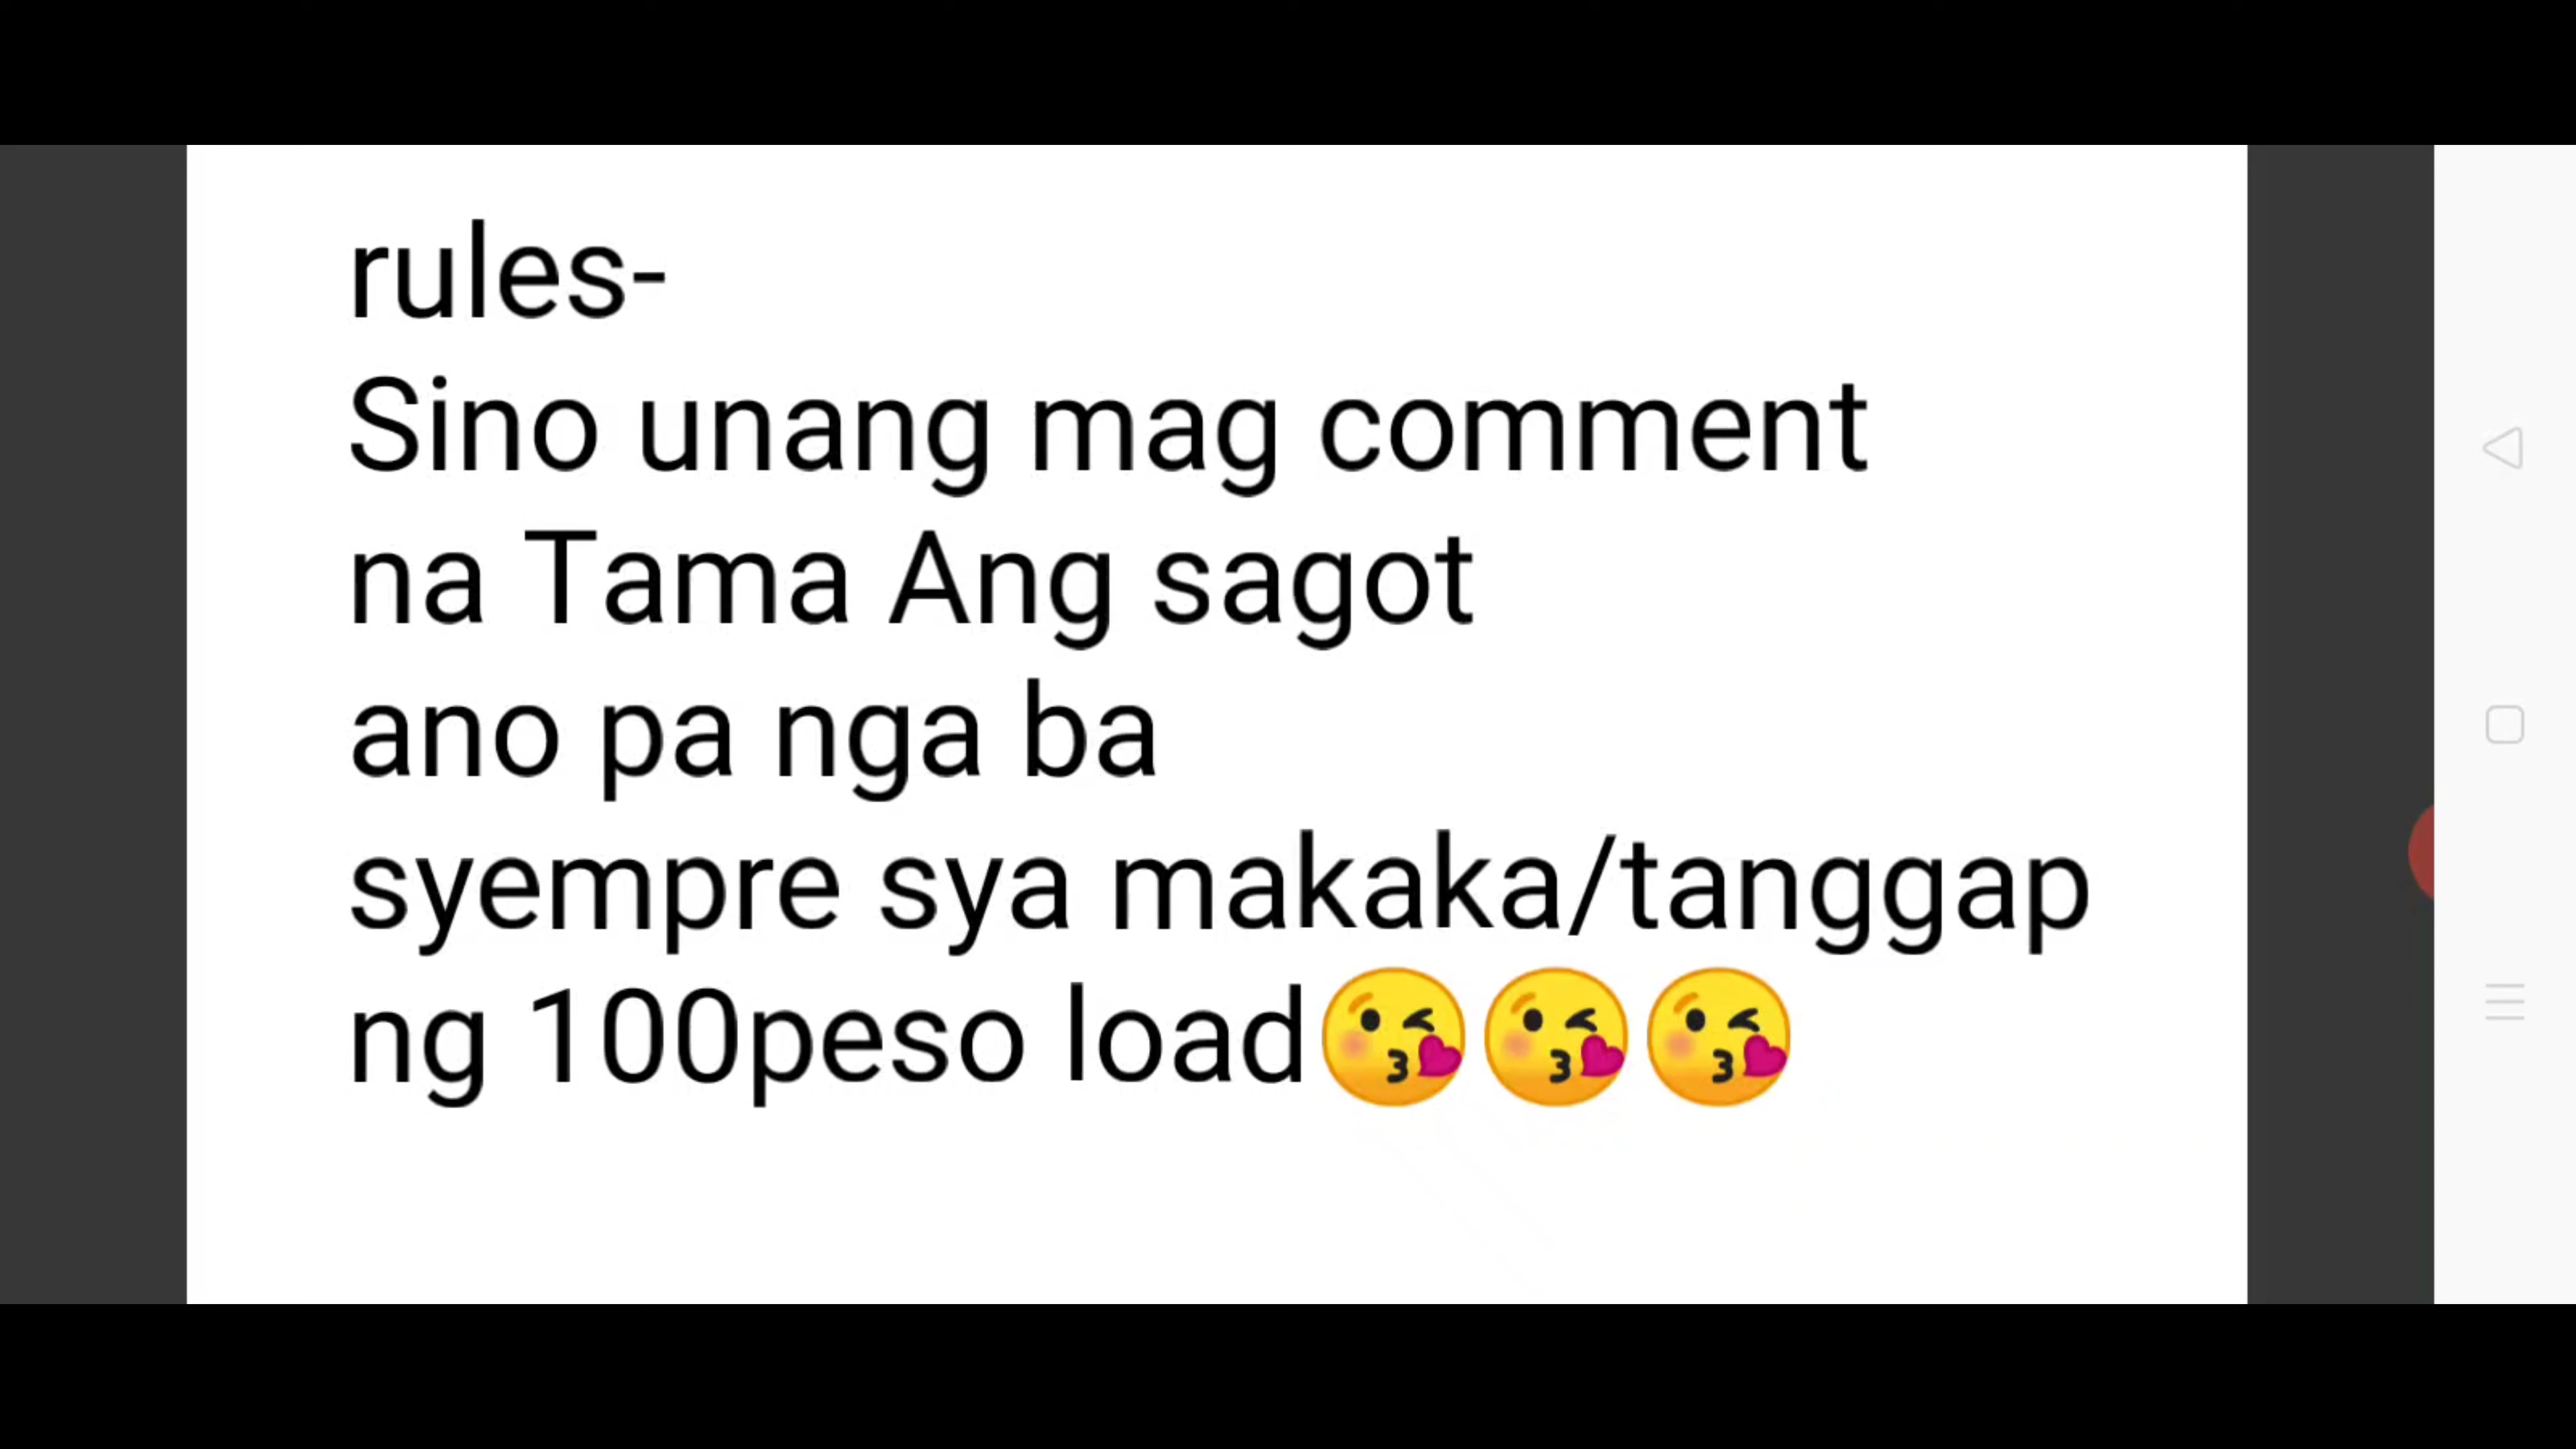 rules-
Sino unang mag comment
na Tama Ang sagot
ano pa nga ba
syempre sya makaka/tanggap
ng 100peso load😘😘😘